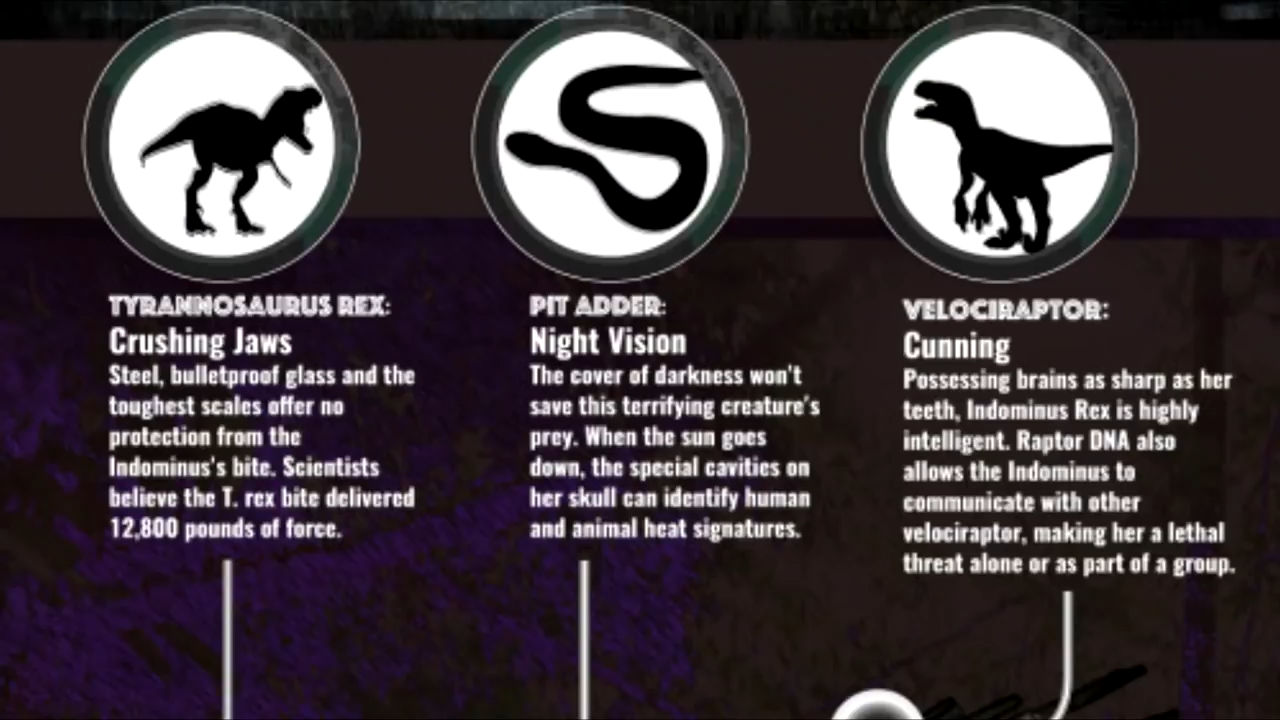 TYRANNOSAURUS REX:
Crushing Jaws
Steel, bulletproof glass and the
toughest scales offer no
protection from the
Indominus's bite. Scientists
believe the T. rex bite delivered
12,800 pounds of force.
PIT ADDER:
Night Vision
The cover of darkness won't
save this terrifying creature's
prey. When the sun goes
down, the special cavities on
her skull can identify human
and animal heat signatures.
VELOCIRAPTOR:
Cunning
Possessing brains as sharp as her
teeth, Indominus Rex is highly
intelligent. Raptor DNA also
allows the Indominus to
communicate with other
velociraptor, making her a lethal
threat alone or as part of a group.